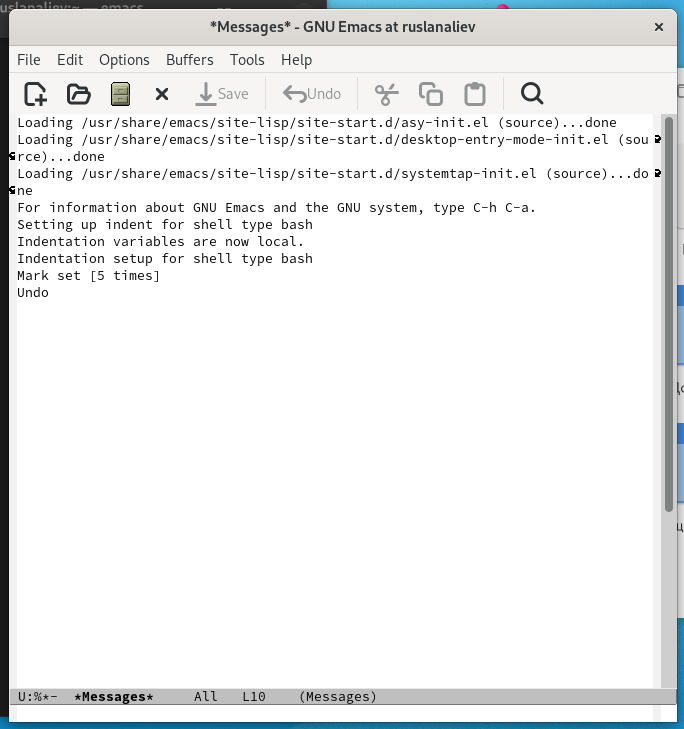 ruslanaliev:~ — emacs
*Messages* - GNU Emacs at ruslanaliev
File Edit Options Buffers Tools Help
Save Undo
Loading /usr/share/emacs/site-lisp/site-start.d/asy-init.el (source)...done
Loading /usr/share/emacs/site-lisp/site-start.d/desktop-entry-mode-init.el (sou
rce)...done
Loading /usr/share/emacs/site-lisp/site-start.d/systemtap-init.el (source)...do
ne
For information about GNU Emacs and the GNU system, type C-h C-a.
Setting up indent for shell type bash
Indentation variables are now local.
Indentation setup for shell type bash
Mark set [5 times]
Undo
U:%*-  *Messages*     All   L10    (Messages)